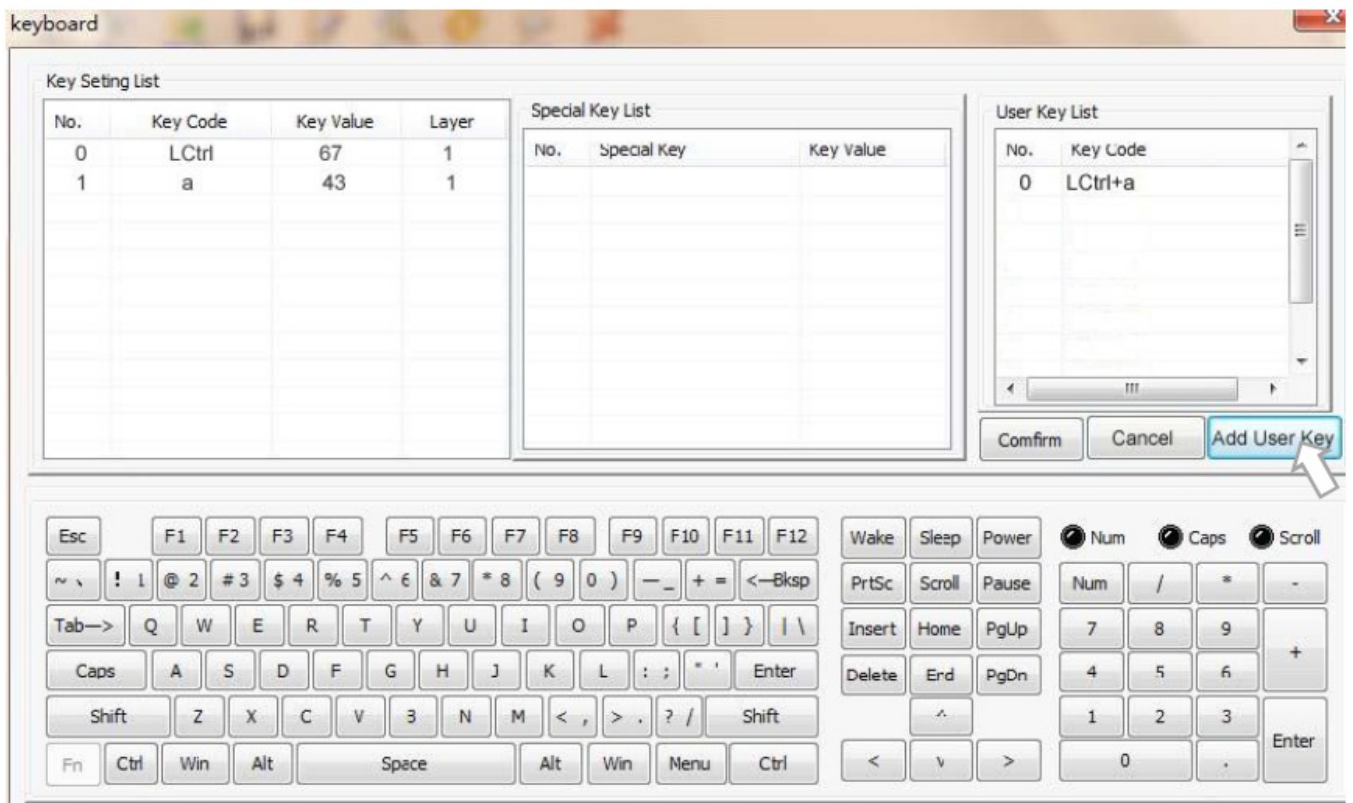 keyboard
Key Seting List
No. Key Code Key Value Layer
0 LCtrl 67 1
1 a 43 1
Special Key List
No. Special Key Key Value
User Key List
No. Key Code
0 LCtrl+a
Comfirm Cancel Add User Key
Esc F1 F2 F3 F4 F5 F6 F7 F8 F9 F10 F11 F12 Wake Sleep Power Num Caps Scroll
~ 、 ! 1 @ 2 # 3 $ 4 % 5 ^ 6 & 7 * 8 ( 9 0 ) — _ + = <—Bksp PrtSc Scroll Pause Num / * -
Tab—> Q W E R T Y U I O P { [ ] } | \ Insert Home PgUp 7 8 9 +
Caps A S D F G H J K L : ; " ' Enter Delete End PgDn 4 5 6
Shift Z X C V B N M < , > . ? / Shift ^ 1 2 3 Enter
Fn Ctrl Win Alt Space Alt Win Menu Ctrl < v > 0 .